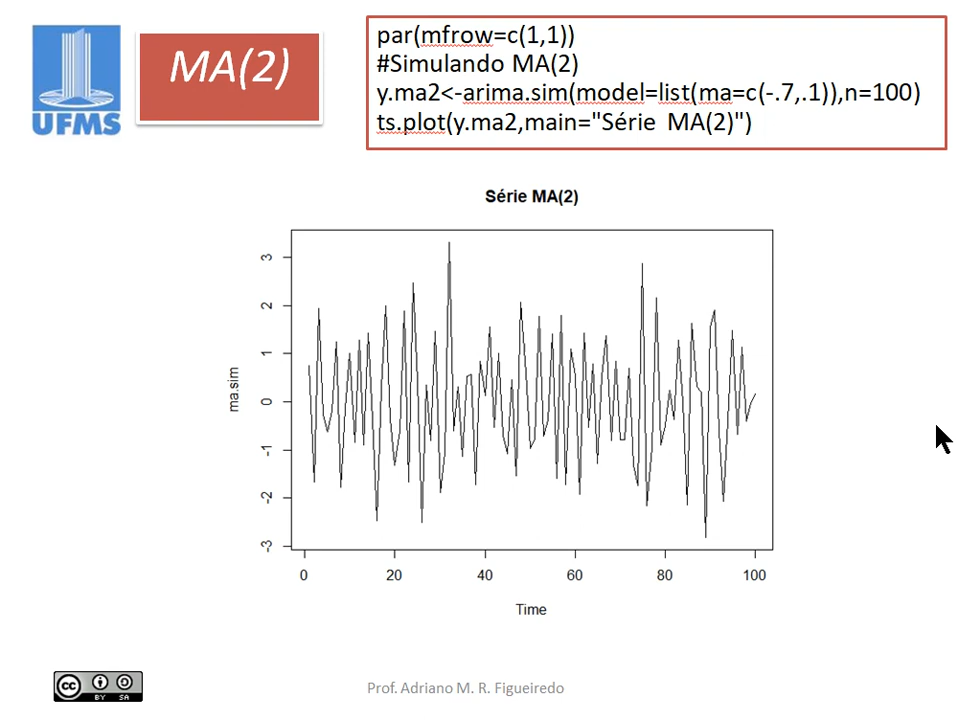 UFMS
MA(2)
par(mfrow=c(1,1))
#Simulando MA(2)
y.ma2<-arima.sim(model=list(ma=c(-.7,.1)),n=100)
ts.plot(y.ma2,main="Série MA(2)")
Série MA(2)
ma.sim
3
2
1
0
-1
-2
-3
0 20 40 60 80 100
Time
cc BY SA
Prof. Adriano M. R. Figueiredo